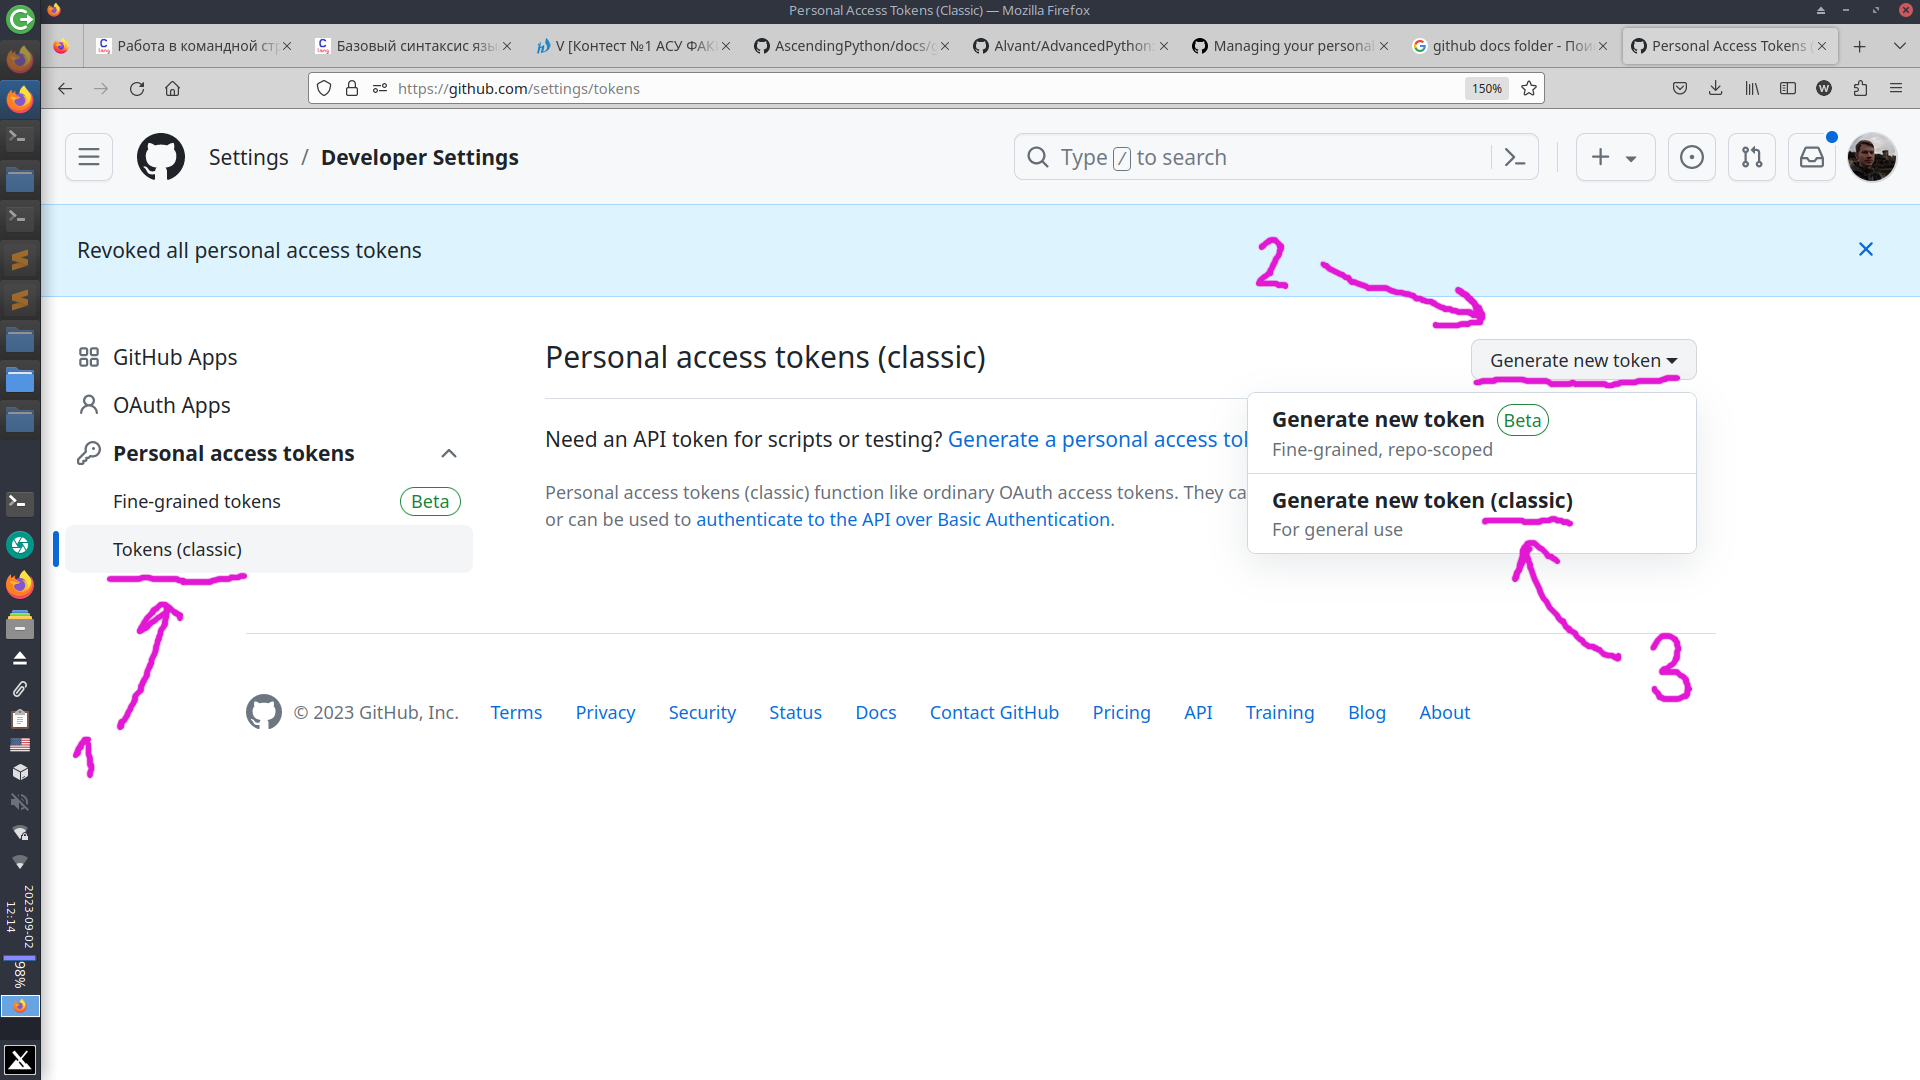 Personal Access Tokens (Classic) — Mozilla Firefox
Работа в командной стр
Базовый синтаксис язы
V [Контест №1 АСУ ФАК
AscendingPython/docs/g
Alvant/AdvancedPython
Managing your personal
github docs folder - Пои
Personal Access Tokens (
https://github.com/settings/tokens
150%
Settings / Developer Settings
Type / to search
Revoked all personal access tokens
2
GitHub Apps
OAuth Apps
Personal access tokens
Fine-grained tokens Beta
Tokens (classic)
Personal access tokens (classic)
Generate new token
Need an API token for scripts or testing? Generate a personal access to
Personal access tokens (classic) function like ordinary OAuth access tokens. They ca
or can be used to authenticate to the API over Basic Authentication.
Generate new token Beta
Fine-grained, repo-scoped
Generate new token (classic)
For general use
3
1
© 2023 GitHub, Inc. Terms Privacy Security Status Docs Contact GitHub Pricing API Training Blog About
2023-09-02
12:14
98%